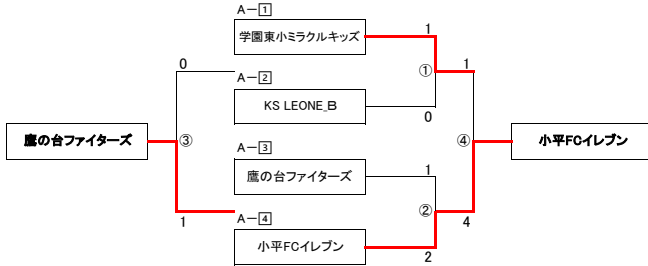 A-1
学園東小ミラクルキッズ
1
0
A-2
①
1
KS LEONE_B
0
鷹の台ファイターズ
③
④
小平FCイレブン
A-3
鷹の台ファイターズ
1
②
A-4
1
4
小平FCイレブン
2